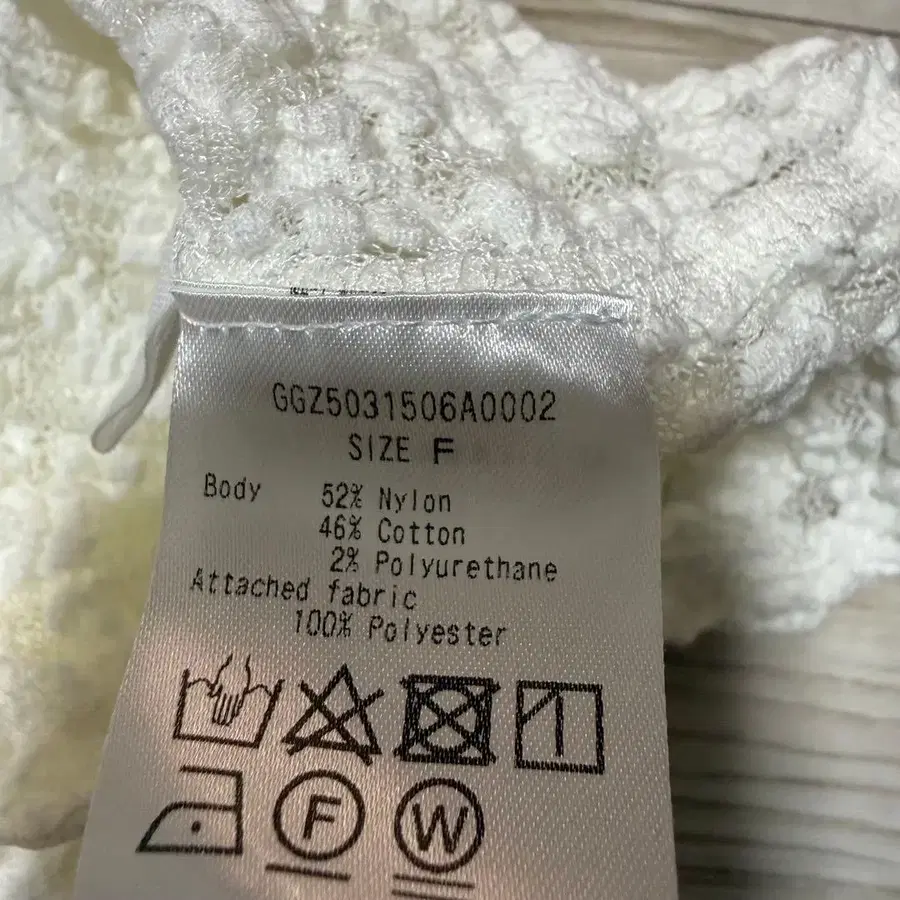 GGZ5031506A0002
SIZE F
Body 52% Nylon
46% Cotton
2% Polyurethane
Attached fabric
100% Polyester
F
W